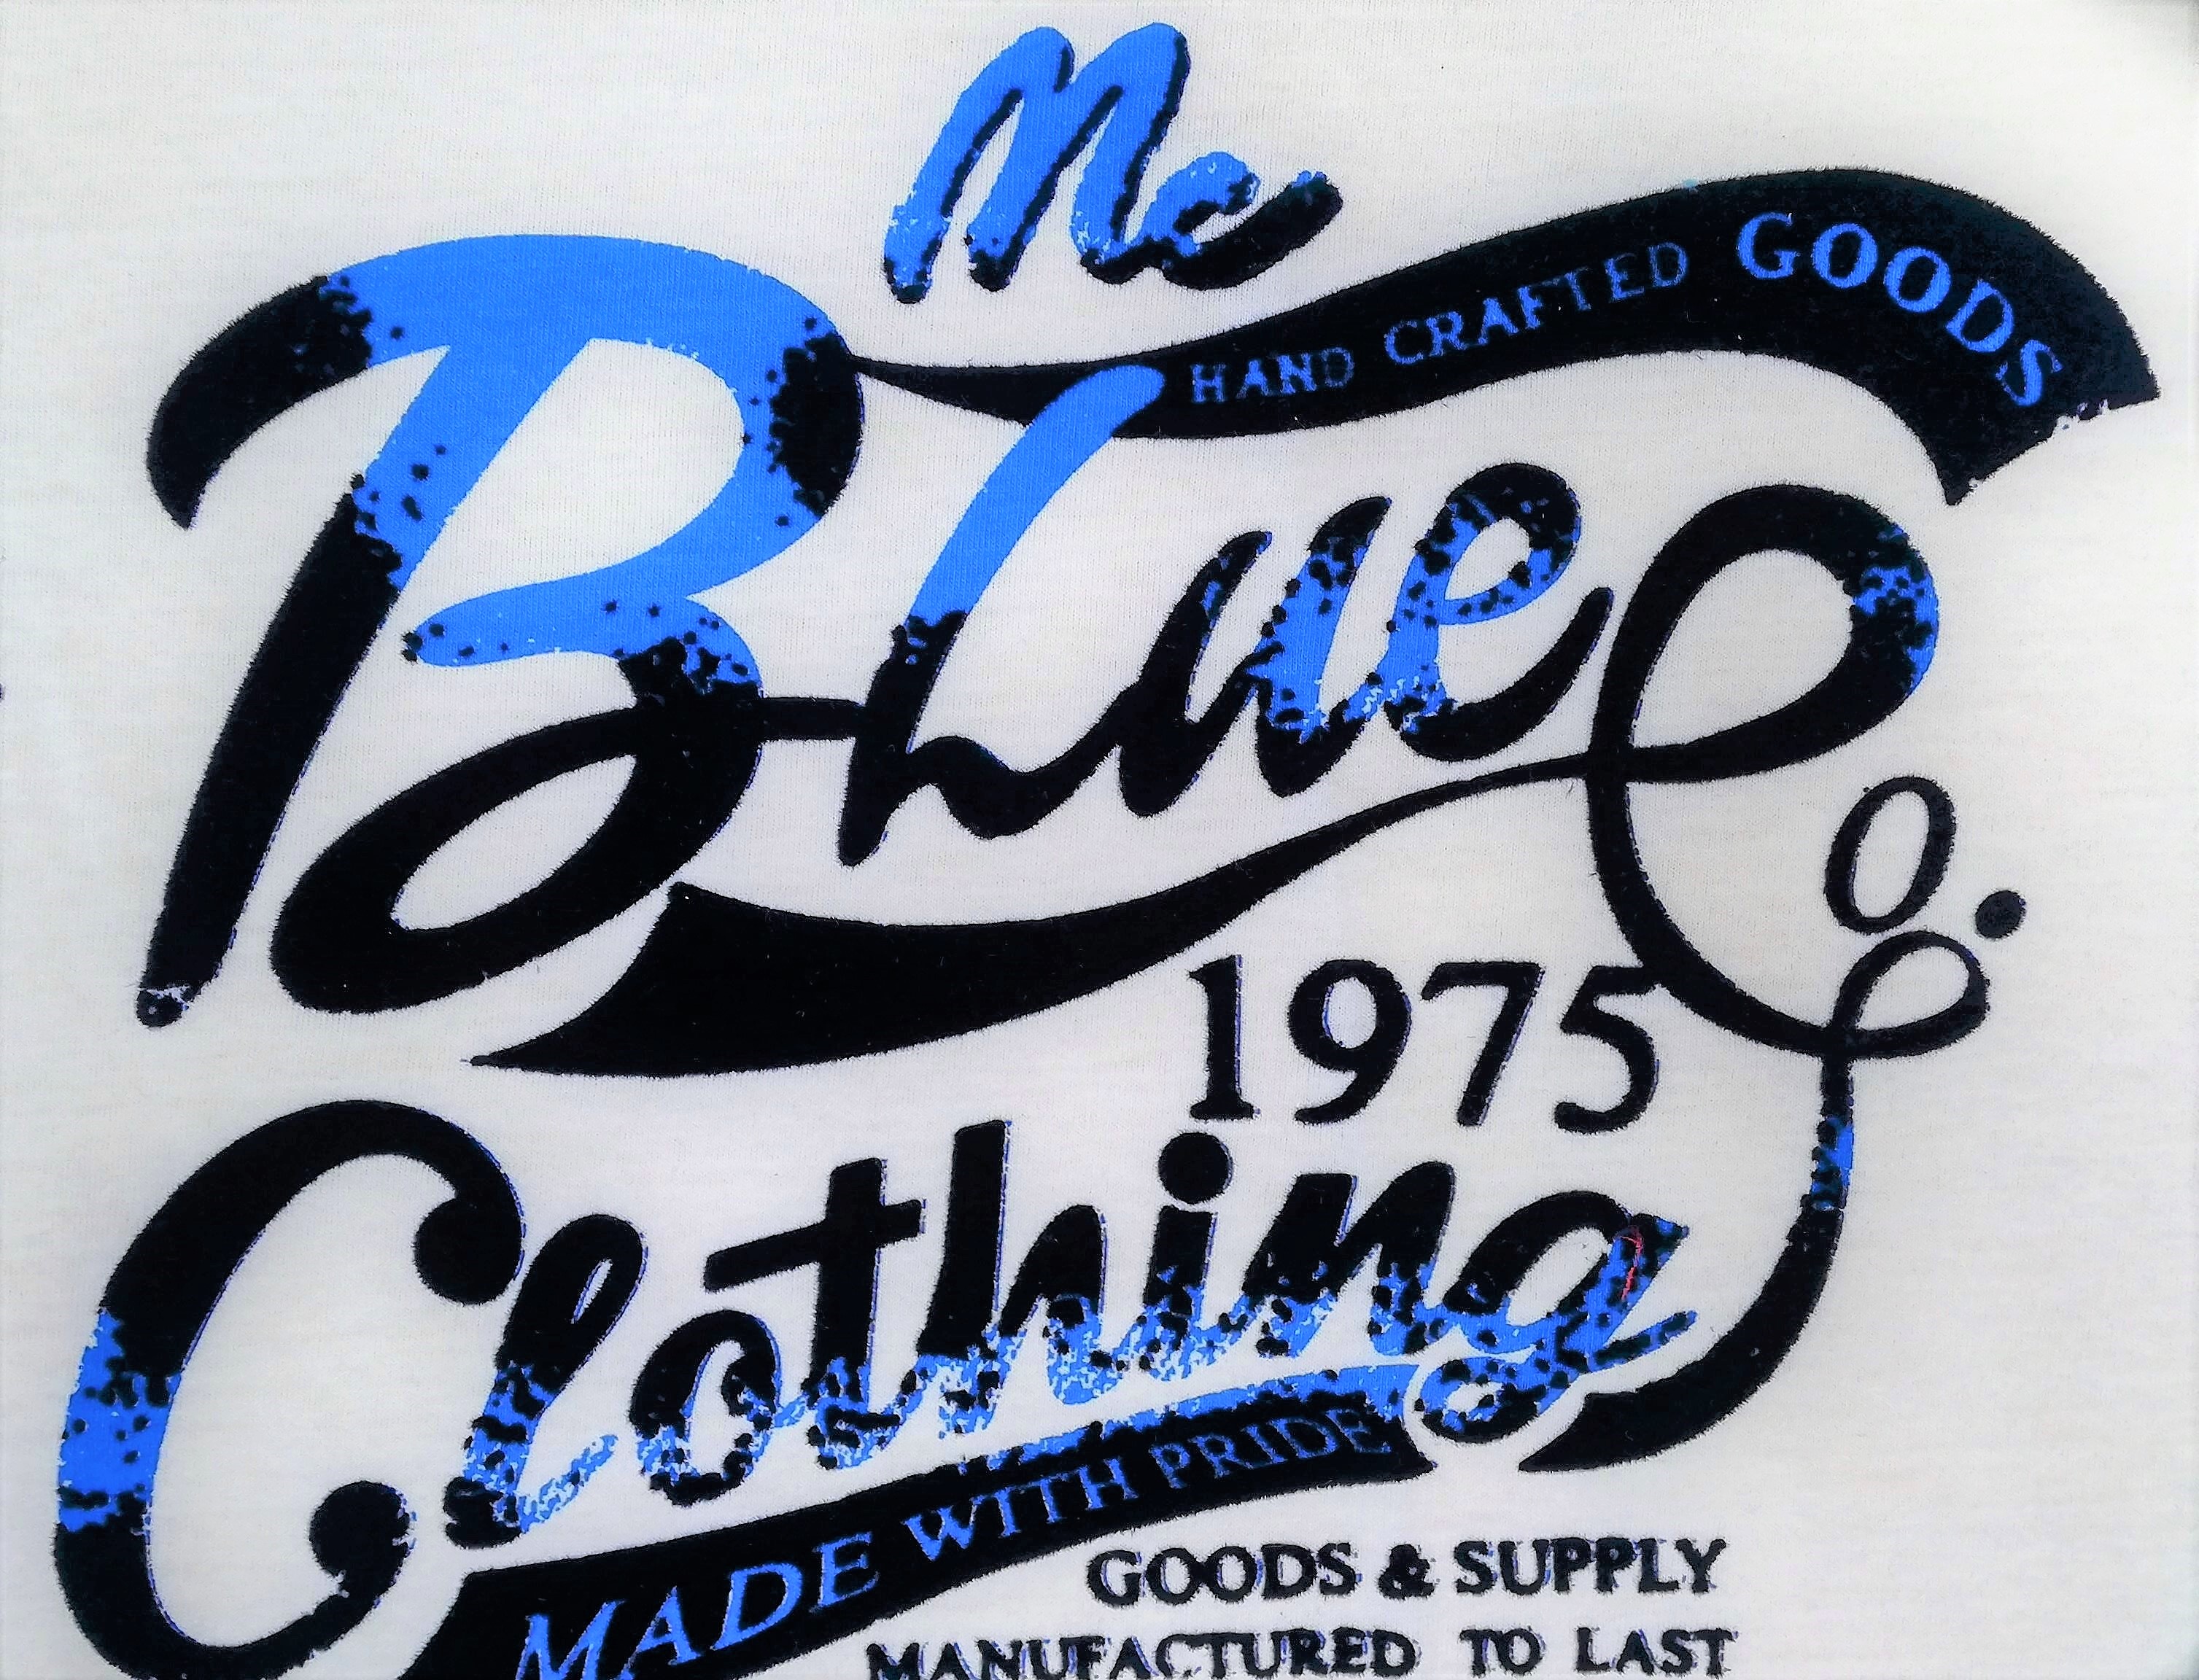 Mc
HAND CRAFTED GOODS
BLue Co.
1975
Clothing
MADE WITH PRIDE
GOODS & SUPPLY
MANUFACTURED TO LAST